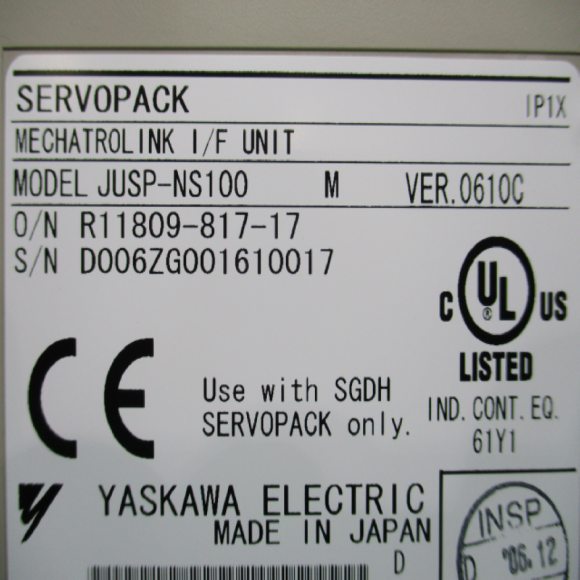 SERVOPACK IP1X
MECHATROLINK I/F UNIT
MODEL JUSP-NS100 M VER.0610C
O/N R11809-817-17
S/N D006ZG001610017
C UL® US
LISTED
CE
Use with SGDH
SERVOPACK only.
IND. CONT. EQ.
61Y1
YASKAWA ELECTRIC
MADE IN JAPAN
D
INSP
D '06.12